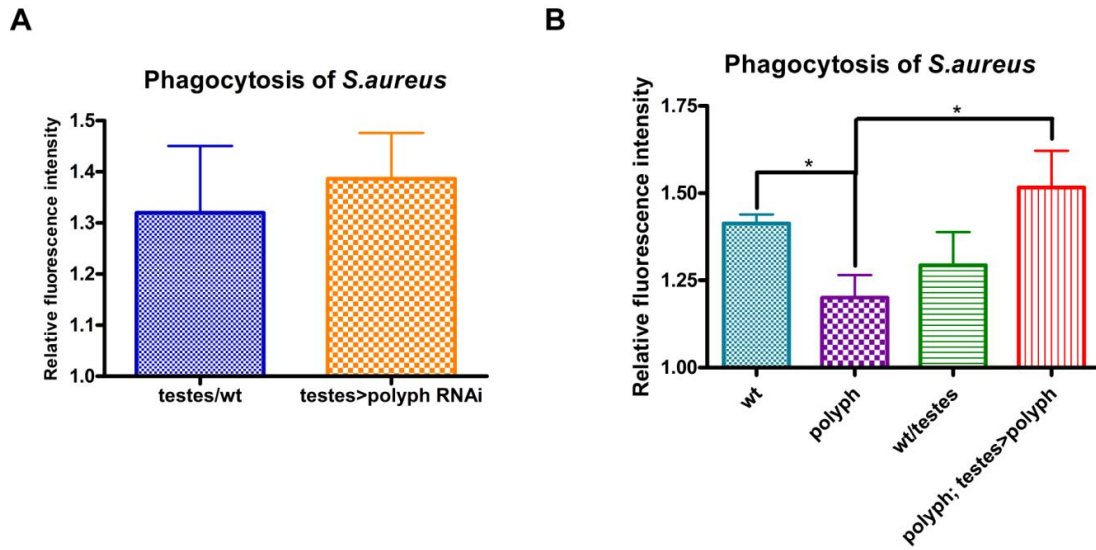 A
Phagocytosis of S.aureus
Relative fluorescence intensity
1.5
1.4
1.3
1.2
1.1
1.0
testes/wt
testes>polyph RNAi
B
Phagocytosis of S.aureus
Relative fluorescence intensity
1.75
1.50
1.25
1.00
*
*
wt
polyph
wt/testes
polyph; testes>polyph